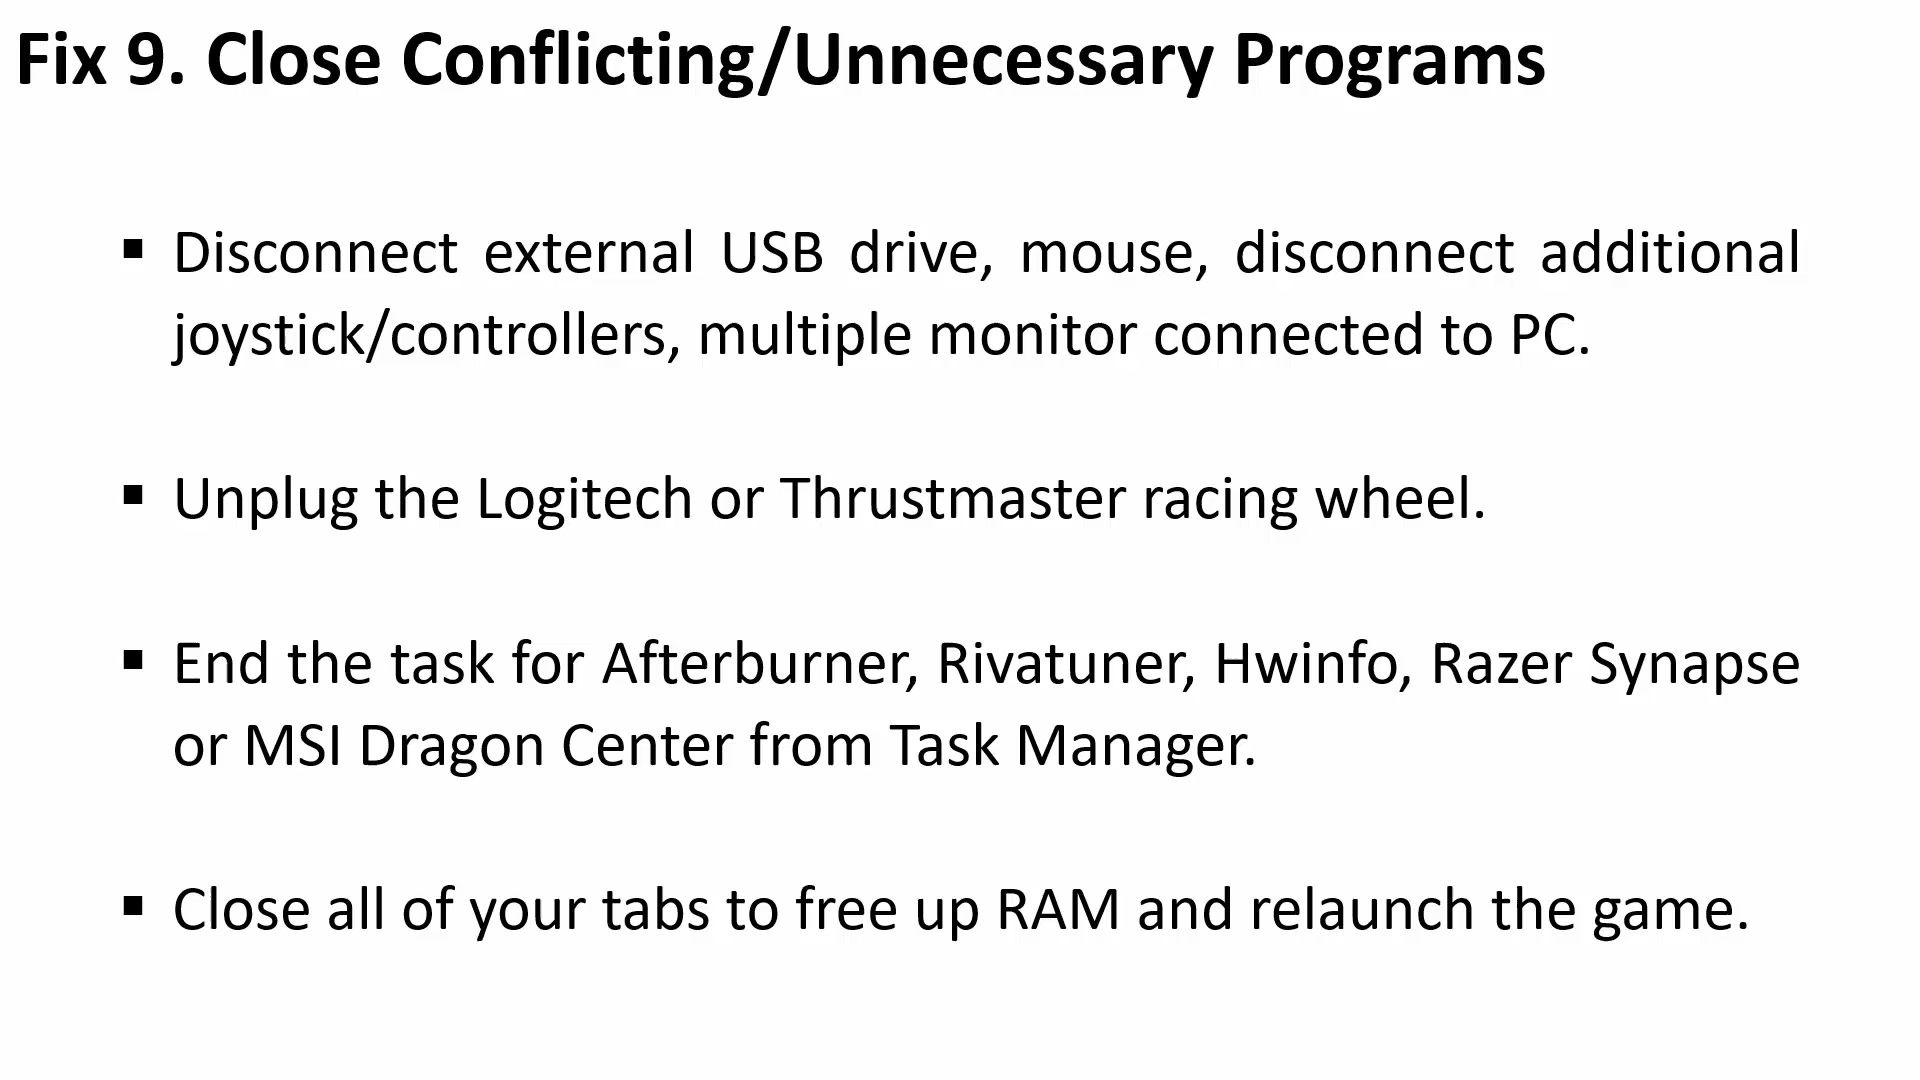 Fix 9. Close Conflicting/Unnecessary Programs
▪ Disconnect external USB drive, mouse, disconnect additional
joystick/controllers, multiple monitor connected to PC.
▪ Unplug the Logitech or Thrustmaster racing wheel.
▪ End the task for Afterburner, Rivatuner, Hwinfo, Razer Synapse
or MSI Dragon Center from Task Manager.
▪ Close all of your tabs to free up RAM and relaunch the game.